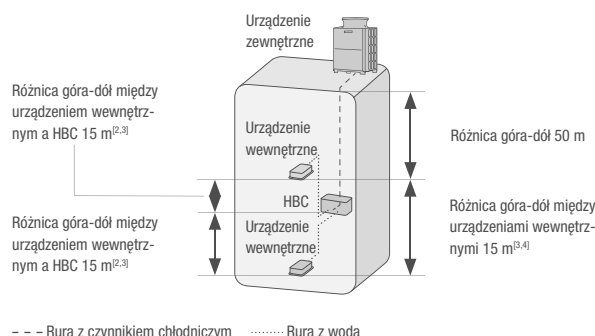 Urządzenie
zewnętrzne
Różnica góra-dół między
urządzeniem wewnętrz-
nym a HBC 15 m[2,3]
Urządzenie
wewnętrzne
Różnica góra-dół 50 m
HBC
Różnica góra-dół między
urządzeniem wewnętrz-
nym a HBC 15 m[2,3]
Urządzenie
wewnętrzne
Różnica góra-dół między
urządzeniami wewnętrz-
nymi 15 m[3,4]
– – – Rura z czynnikiem chłodniczym ········· Rura z wodą